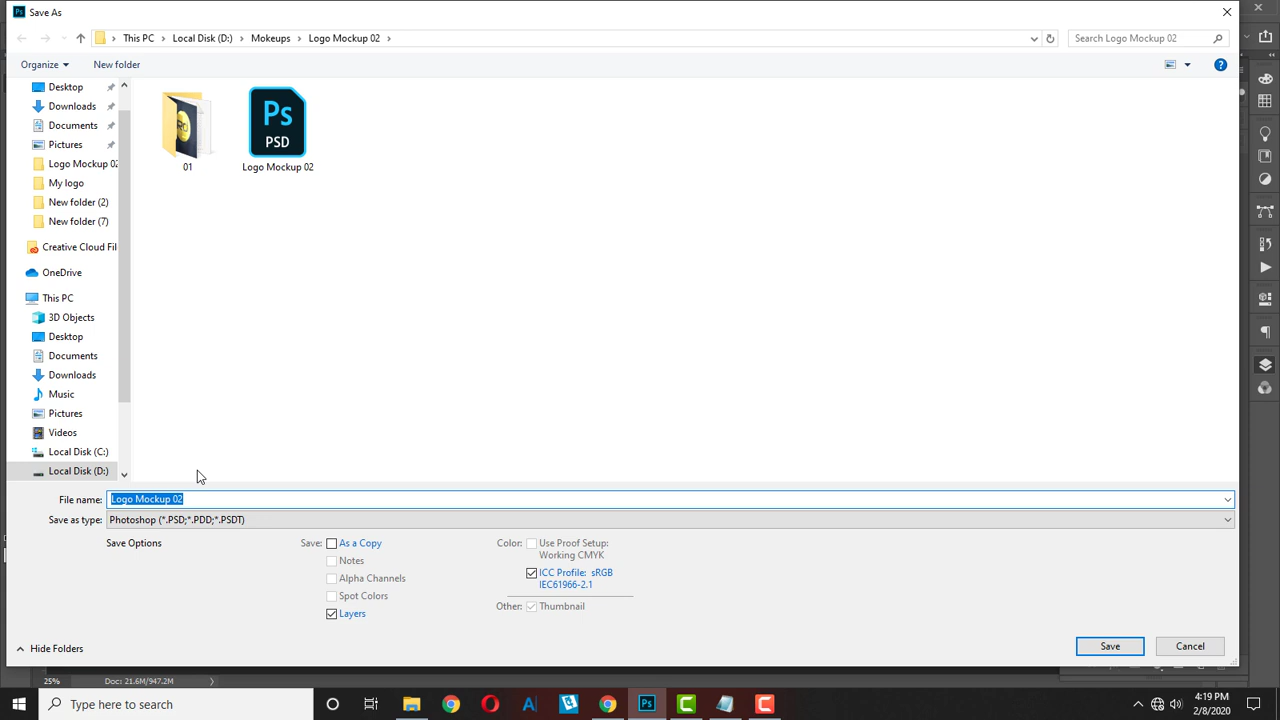 Save As
This PC > Local Disk (D:) > Mokeups > Logo Mockup 02 >
Search Logo Mockup 02
Organize
New folder
Desktop
Downloads
Documents
Pictures
Logo Mockup 02
My logo
New folder (2)
New folder (7)
Creative Cloud Fil
OneDrive
This PC
3D Objects
Desktop
Documents
Downloads
Music
Pictures
Videos
Local Disk (C:)
Local Disk (D:)
Ps
PSD
01
Logo Mockup 02
File name: Logo Mockup 02
Save as type: Photoshop (*.PSD;*.PDD;*.PSDT)
Save Options
Save: As a Copy
Notes
Alpha Channels
Spot Colors
Layers
Color: Use Proof Setup:
Working CMYK
ICC Profile: sRGB
IEC61966-2.1
Other: Thumbnail
Hide Folders
Save
Cancel
25%
Doc: 21.6M/947.2M
Type here to search
Ps
4:19 PM
2/8/2020